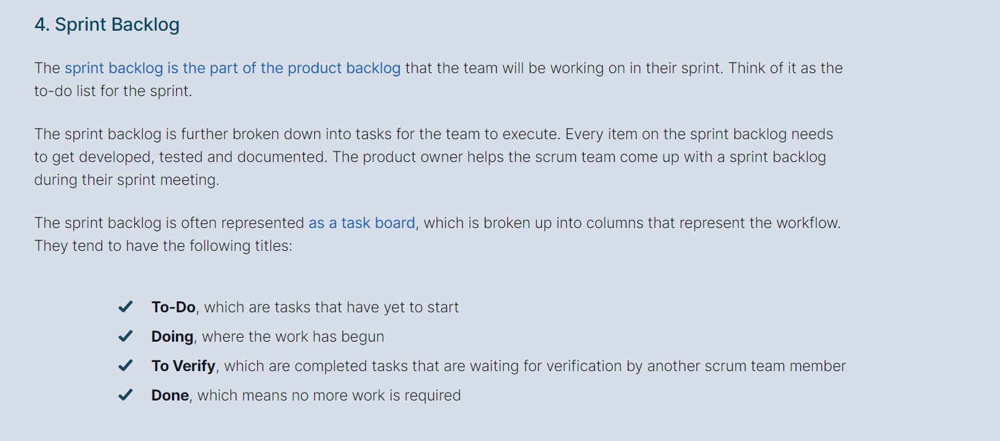 4. Sprint Backlog
The sprint backlog is the part of the product backlog that the team will be working on in their sprint. Think of it as the
to-do list for the sprint.
The sprint backlog is further broken down into tasks for the team to execute. Every item on the sprint backlog needs
to get developed, tested and documented. The product owner helps the scrum team come up with a sprint backlog
during their sprint meeting.
The sprint backlog is often represented as a task board, which is broken up into columns that represent the workflow.
They tend to have the following titles:
To-Do, which are tasks that have yet to start
Doing, where the work has begun
To Verify, which are completed tasks that are waiting for verification by another scrum team member
Done, which means no more work is required